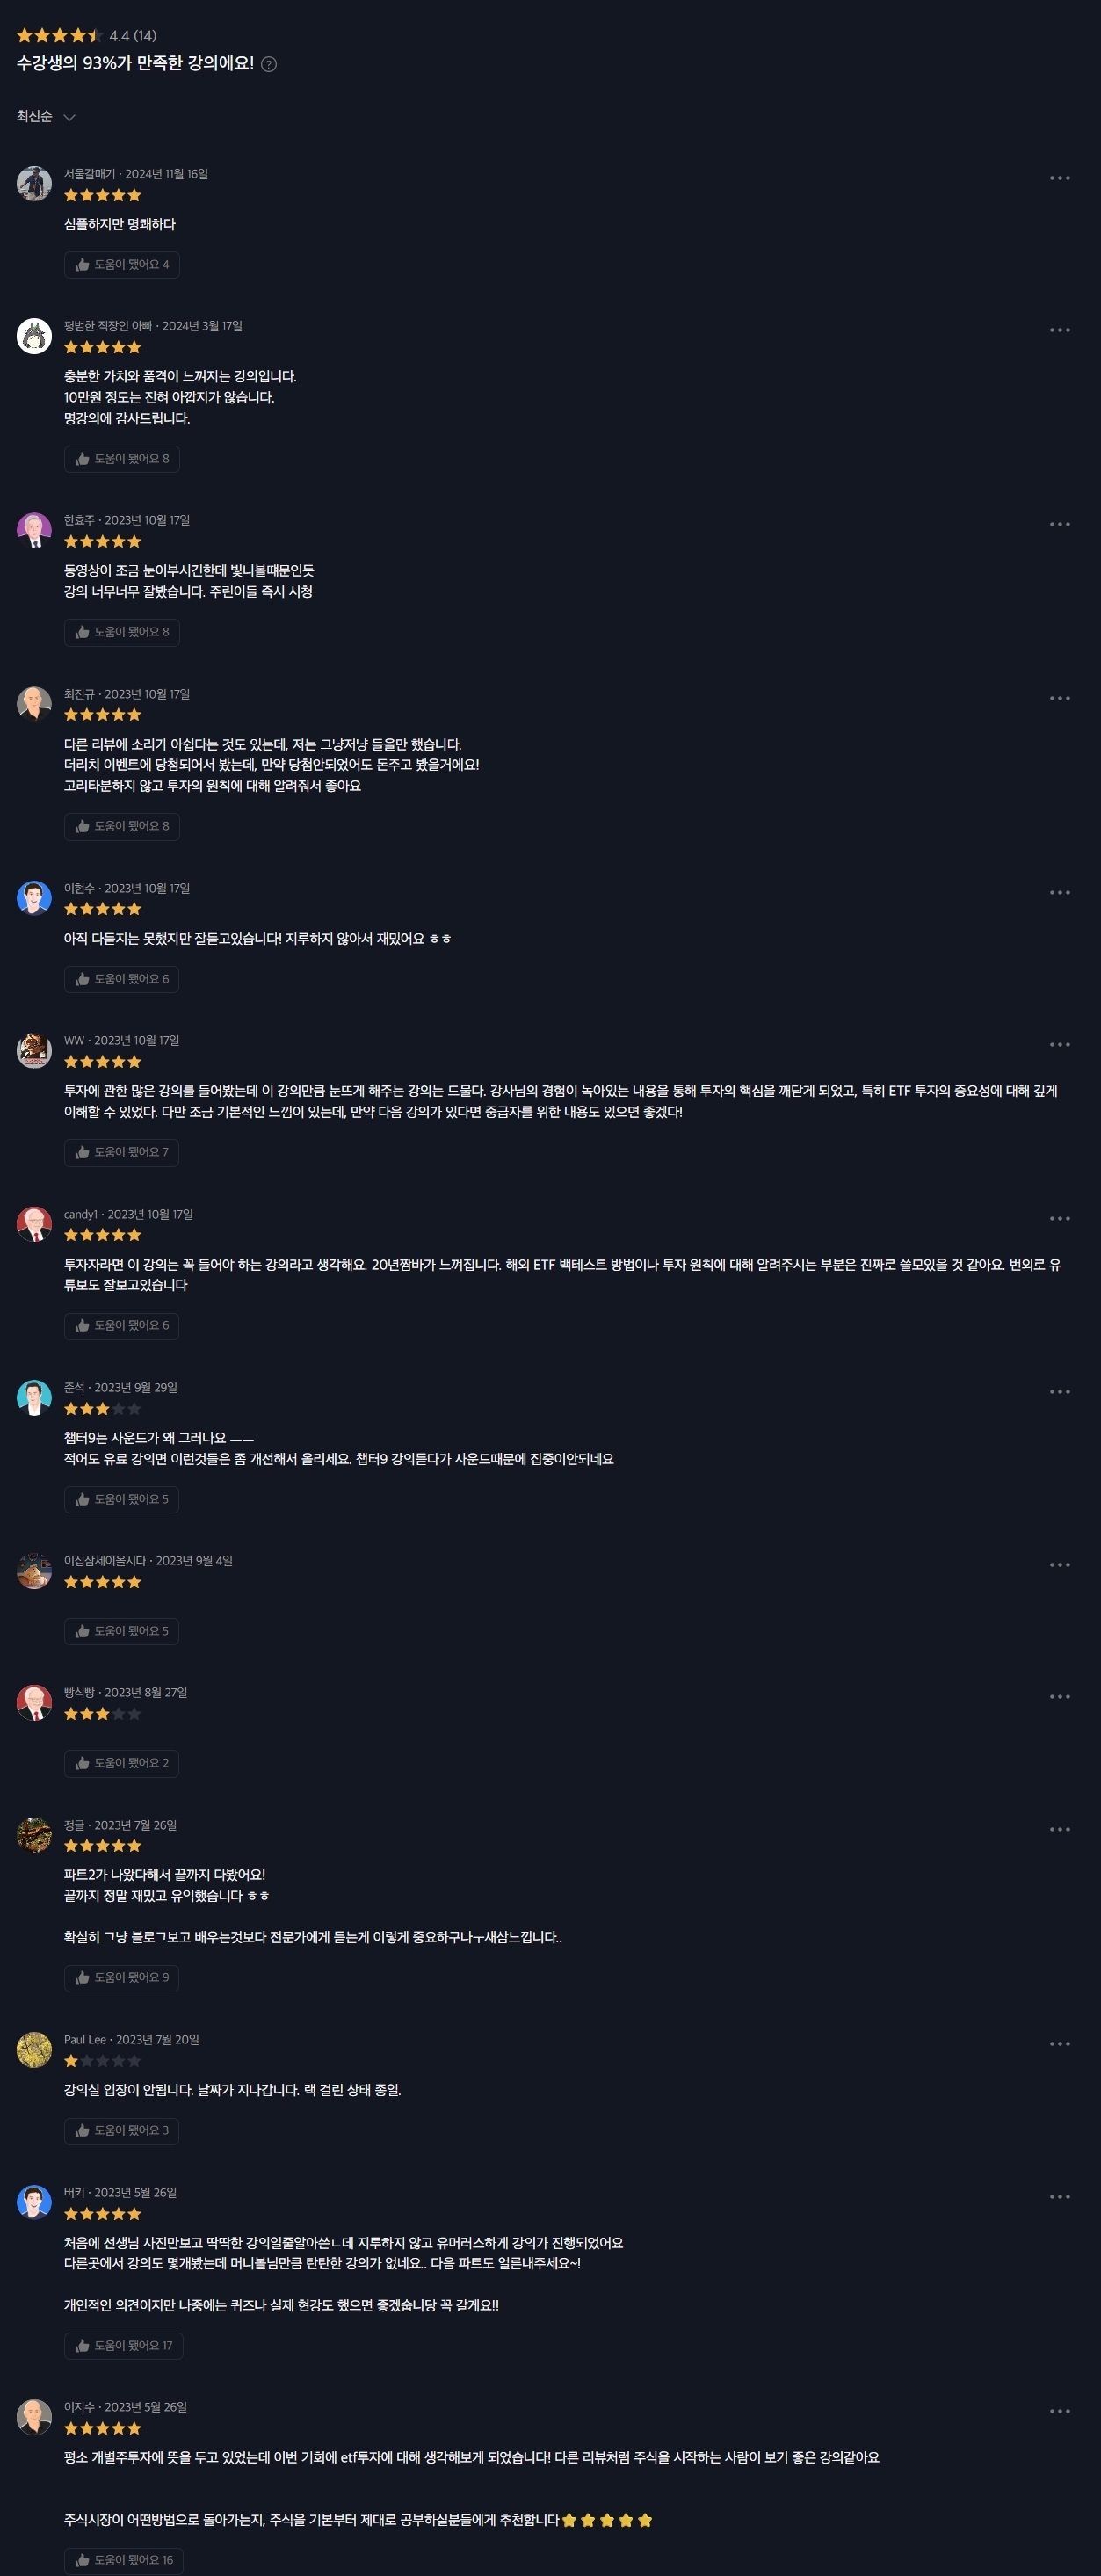 4.4 (14)
수강생의 93%가 만족한 강의에요! ?
최신순
서울갈매기 · 2024년 11월 16일
심플하지만 명쾌하다
도움이 됐어요 4
평범한 직장인 아빠 · 2024년 3월 17일
충분한 가치와 품격이 느껴지는 강의입니다.
10만원 정도는 전혀 아깝지가 않습니다.
명강의에 감사드립니다.
도움이 됐어요 8
한효주 · 2023년 10월 17일
동영상이 조금 눈이부시긴한데 빛니볼떄문인듯
강의 너무너무 잘봤습니다. 주린이들 즉시 시청
도움이 됐어요 8
최진규 · 2023년 10월 17일
다른 리뷰에 소리가 아쉽다는 것도 있는데, 저는 그냥저냥 들을만 했습니다.
더리치 이벤트에 당첨되어서 봤는데, 만약 당첨안되었어도 돈주고 봤을거에요!
고리타분하지 않고 투자의 원칙에 대해 알려줘서 좋아요
도움이 됐어요 8
이현수 · 2023년 10월 17일
아직 다듣지는 못했지만 잘듣고있습니다! 지루하지 않아서 재밌어요 ㅎㅎ
도움이 됐어요 6
WW · 2023년 10월 17일
투자에 관한 많은 강의를 들어봤는데 이 강의만큼 눈뜨게 해주는 강의는 드물다. 강사님의 경험이 녹아있는 내용을 통해 투자의 핵심을 깨닫게 되었고, 특히 ETF 투자의 중요성에 대해 깊게
이해할 수 있었다. 다만 조금 기본적인 느낌이 있는데, 만약 다음 강의가 있다면 중급자를 위한 내용도 있으면 좋겠다!
도움이 됐어요 7
candy1 · 2023년 10월 17일
투자자라면 이 강의는 꼭 들어야 하는 강의라고 생각해요. 20년짬바가 느껴집니다. 해외 ETF 백테스트 방법이나 투자 원칙에 대해 알려주시는 부분은 진짜로 쓸모있을 것 같아요. 번외로 유
튜보도 잘보고있습니다
도움이 됐어요 6
준석 · 2023년 9월 29일
챕터9는 사운드가 왜 그러나요 ㅡㅡ
적어도 유료 강의면 이런것들은 좀 개선해서 올리세요. 챕터9 강의듣다가 사운드때문에 집중이안되네요
도움이 됐어요 5
이십삼세이올시다 · 2023년 9월 4일
도움이 됐어요 5
빵식빵 · 2023년 8월 27일
도움이 됐어요 2
정글 · 2023년 7월 26일
파트2가 나왔다해서 끝까지 다봤어요!
끝까지 정말 재밌고 유익했습니다 ㅎㅎ
확실히 그냥 블로그보고 배우는것보다 전문가에게 듣는게 이렇게 중요하구나ㅜ새삼느낍니다..
도움이 됐어요 9
Paul Lee · 2023년 7월 20일
강의실 입장이 안됩니다. 날짜가 지나갑니다. 랙 걸린 상태 종일.
도움이 됐어요 3
버키 · 2023년 5월 26일
처음에 선생님 사진만보고 딱딱한 강의일줄알아쓴ㄴ데 지루하지 않고 유머러스하게 강의가 진행되었어요
다른곳에서 강의도 몇개봤는데 머니볼님만큼 탄탄한 강의가 없네요.. 다음 파트도 얼른내주세요~!
개인적인 의견이지만 나중에는 퀴즈나 실제 현강도 했으면 좋겠숩니당 꼭 갈게요!!
도움이 됐어요 17
이지수 · 2023년 5월 26일
평소 개별주투자에 뜻을 두고 있었는데 이번 기회에 etf투자에 대해 생각해보게 되었습니다! 다른 리뷰처럼 주식을 시작하는 사람이 보기 좋은 강의같아요
주식시장이 어떤방법으로 돌아가는지, 주식을 기본부터 제대로 공부하실분들에게 추천합니다⭐⭐⭐⭐⭐
도움이 됐어요 16